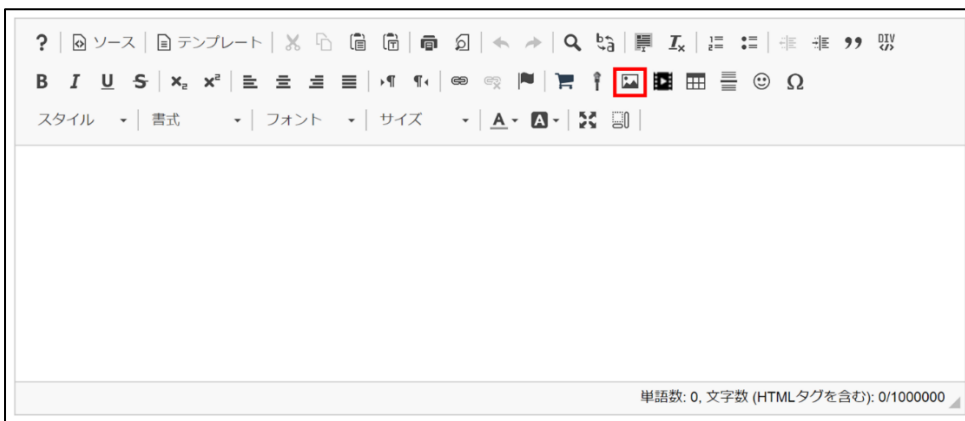 ? ソース テンプレート DIV
B I U S x₂ x² Ω
スタイル 書式 フォント サイズ A A
単語数: 0, 文字数 (HTMLタグを含む): 0/1000000